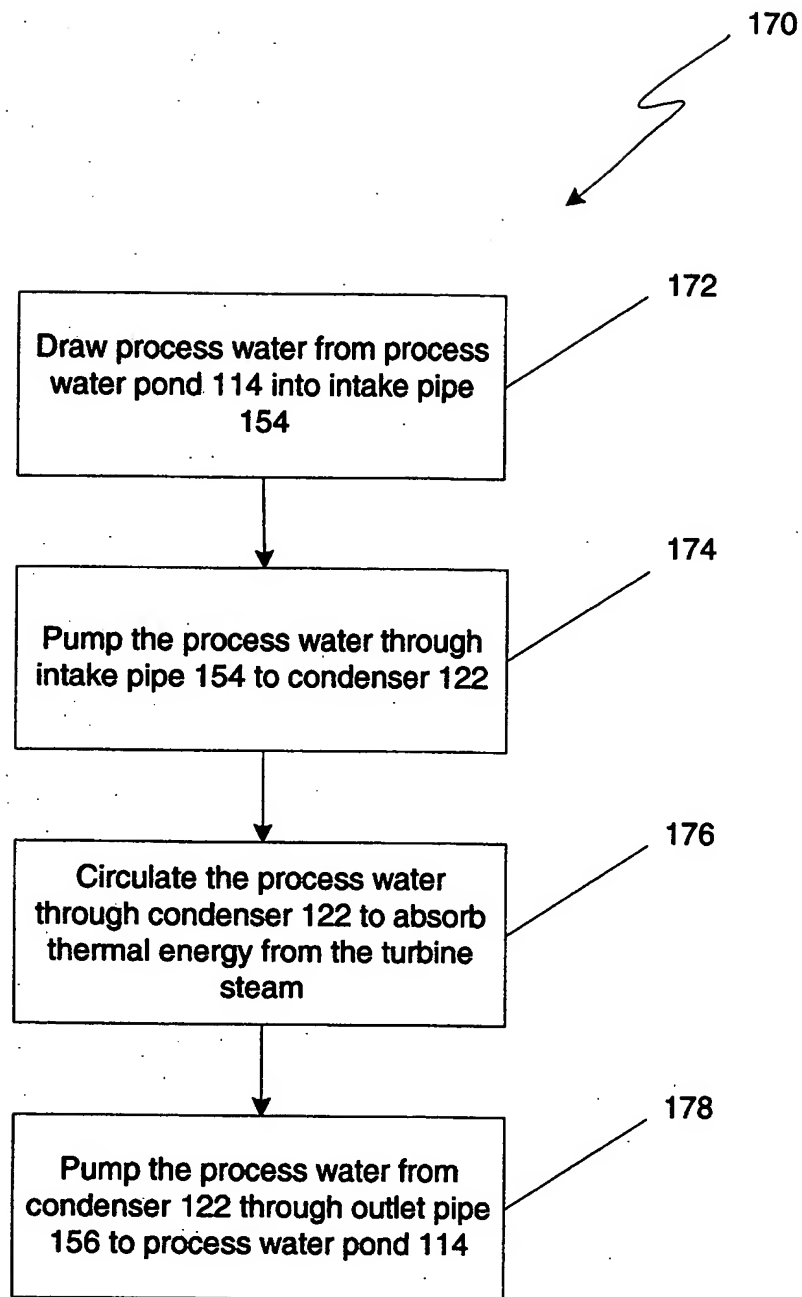 170
172
Draw process water from process
water pond 114 into intake pipe
154
174
Pump the process water through
intake pipe 154 to condenser 122
176
Circulate the process water
through condenser 122 to absorb
thermal energy from the turbine
steam
178
Pump the process water from
condenser 122 through outlet pipe
156 to process water pond 114